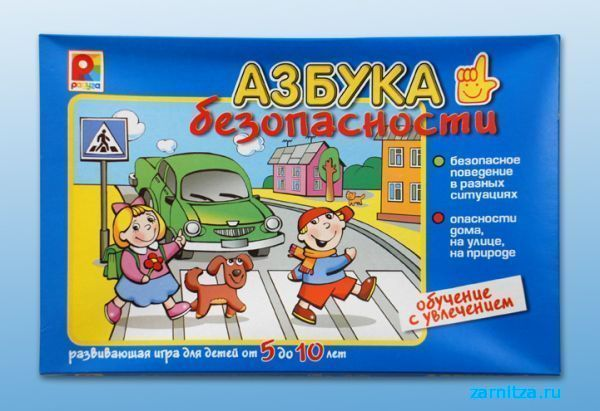 радуга
АЗБУКА
безопасности
безопасное
поведение
в разных
ситуациях
опасности
дома,
на улице,
на природе
обучение
с увлечением
развивающая игра для детей от 5 до 10 лет
zarnitza.ru